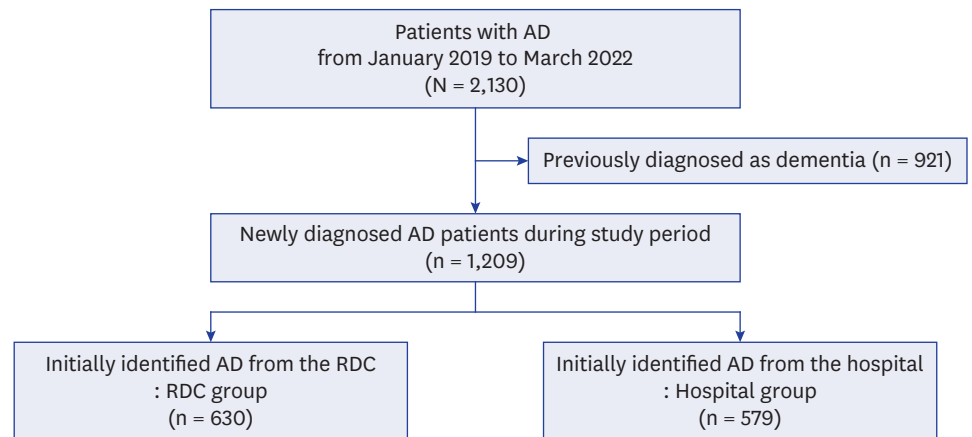 Patients with AD
from January 2019 to March 2022
(N = 2,130)
Previously diagnosed as dementia (n = 921)
Newly diagnosed AD patients during study period
(n = 1,209)
Initially identified AD from the RDC
: RDC group
(n = 630)
Initially identified AD from the hospital
: Hospital group
(n = 579)